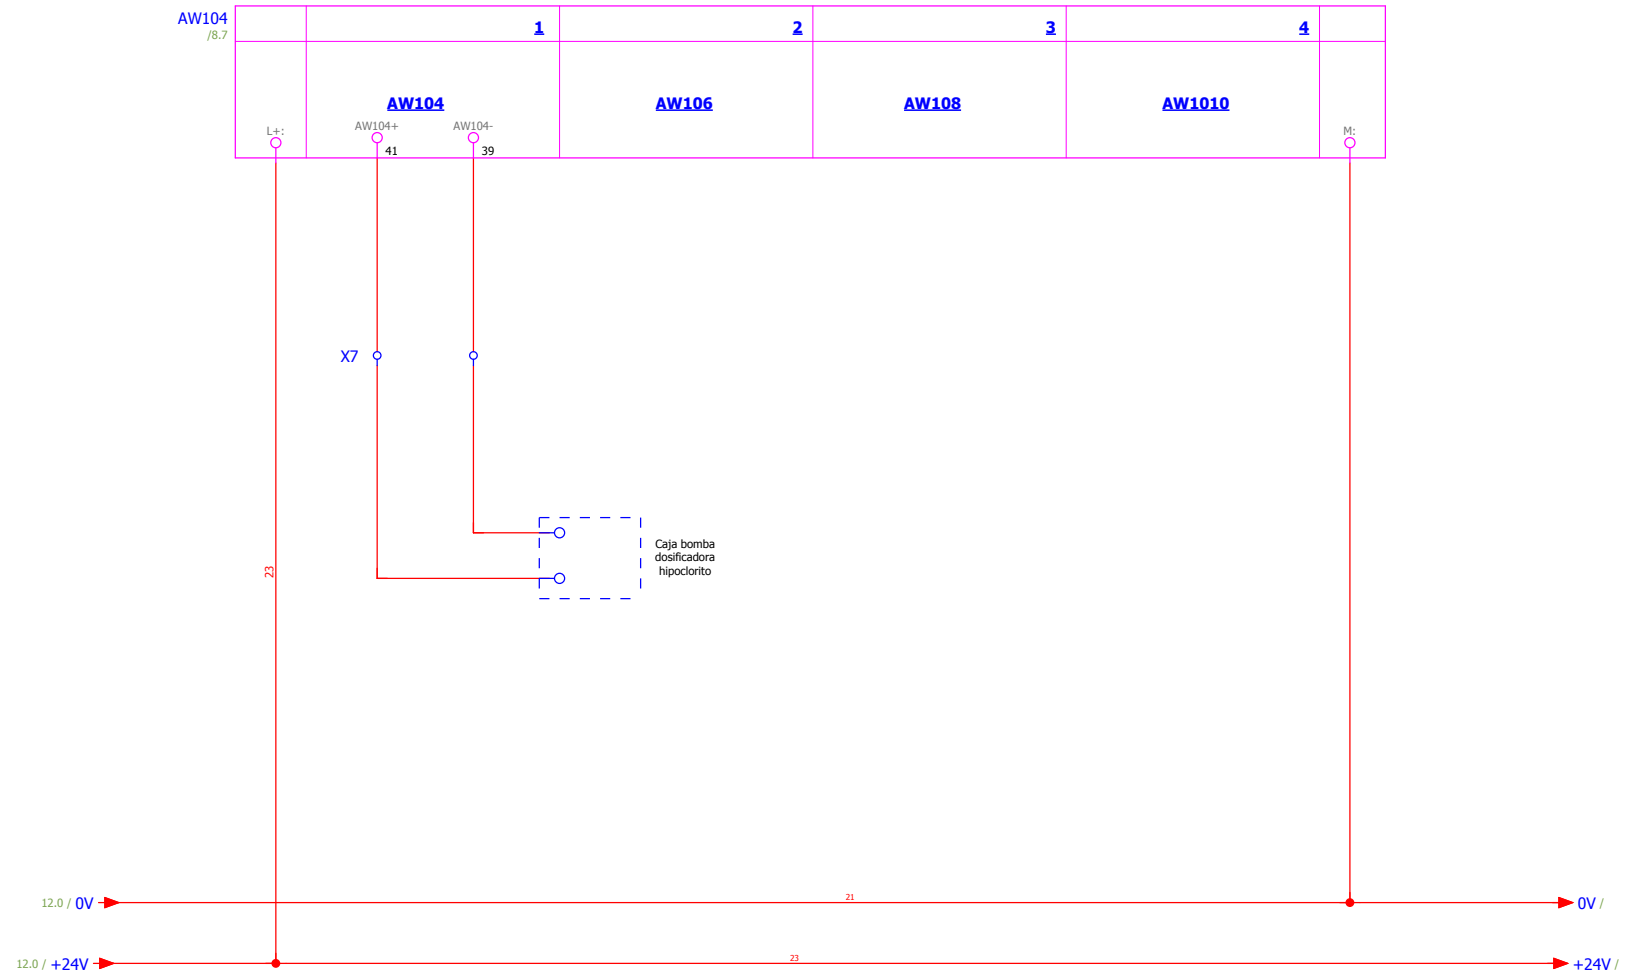 AW104
/8.7
1
2
3
4
AW104
AW106
AW108
AW1010
L+:
AW104+
AW104-
M:
41
39
X7
Caja bomba
dosificadora
hipoclorito
23
12.0 / 0V
21
0V /
12.0 / +24V
23
+24V /